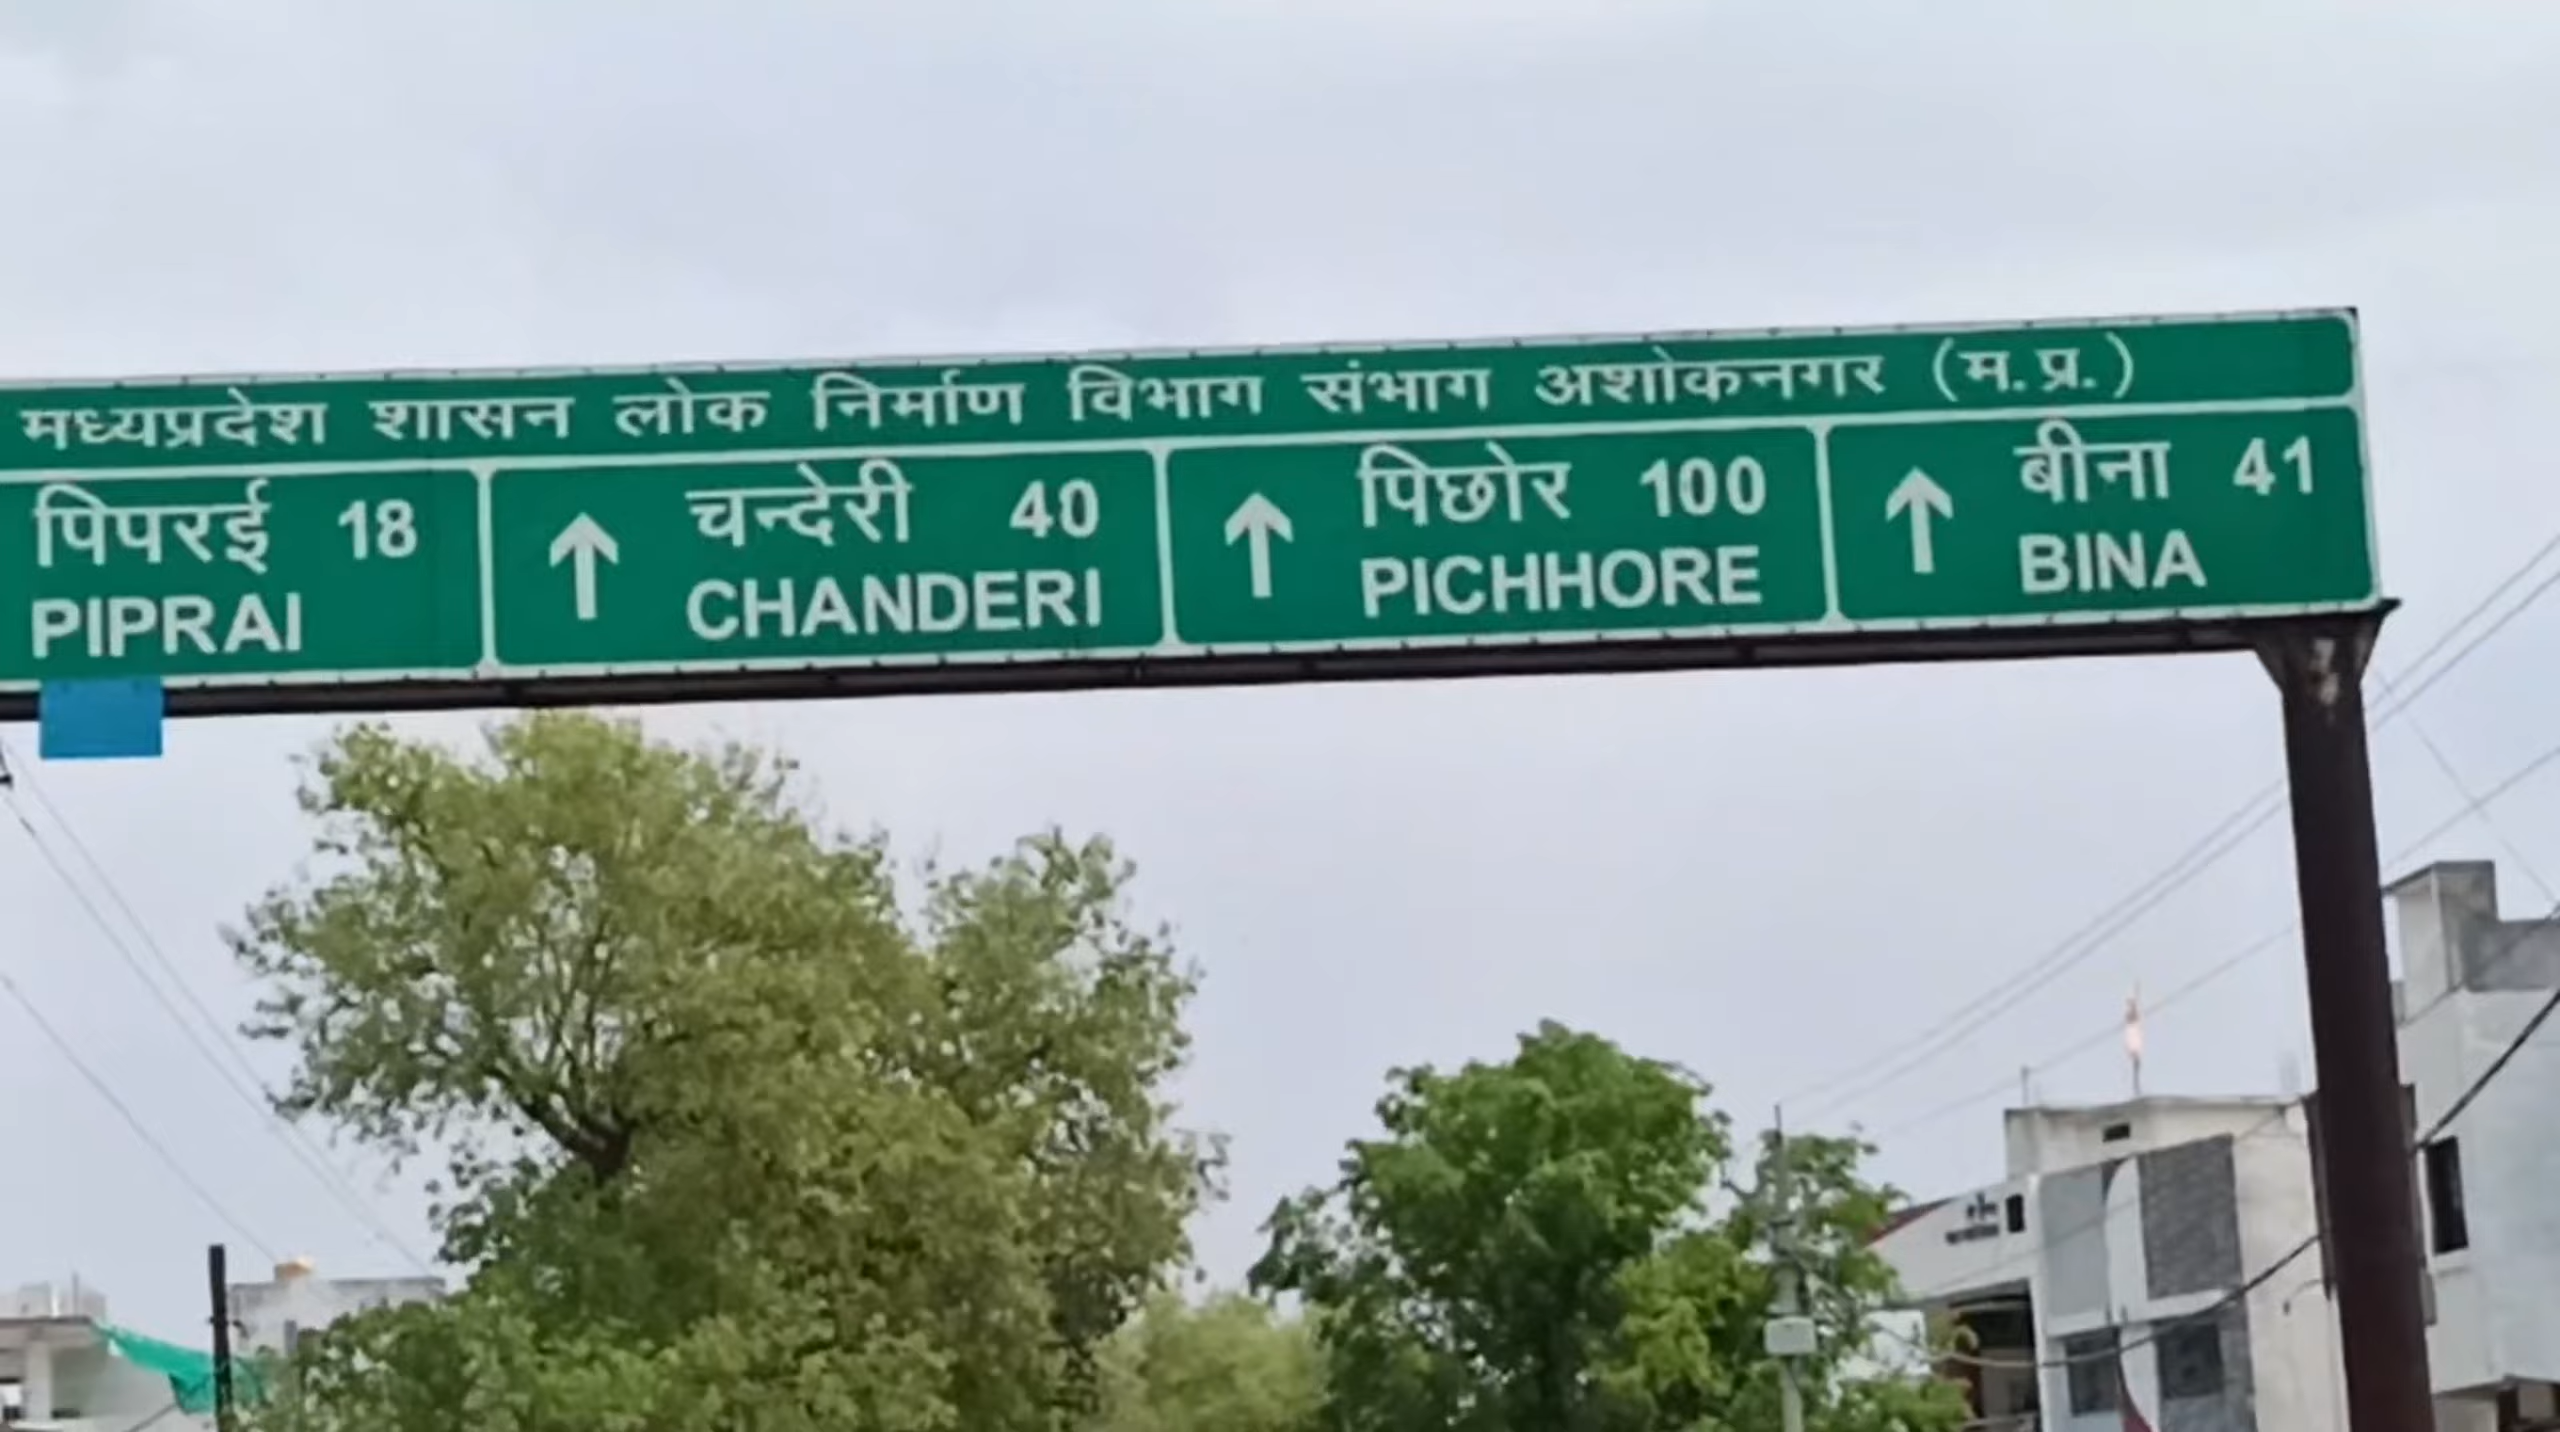 मध्यप्रदेश शासन लोक निर्माण विभाग संभाग अशोकनगर (म.प्र.)
पिपरई 18
PIPRAI
↑ चन्देरी 40
CHANDERI
↑ पिछोर 100
PICHHORE
↑ बीना 41
BINA